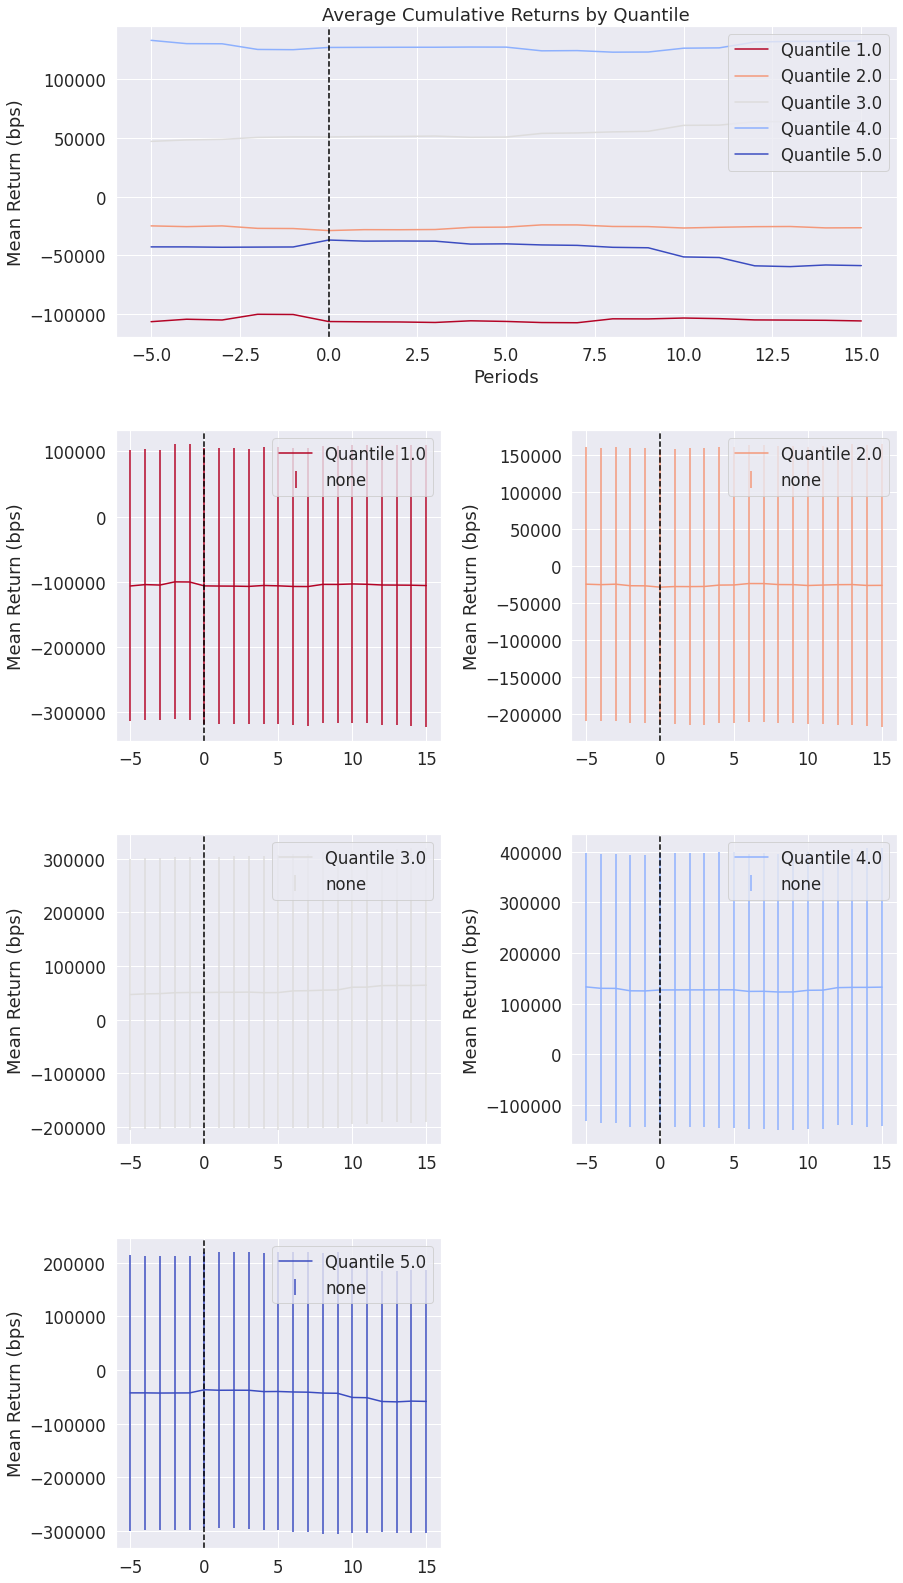 Average Cumulative Returns by Quantile
Mean Return (bps)
100000
50000
0
−50000
−100000
Quantile 1.0
Quantile 2.0
Quantile 3.0
Quantile 4.0
Quantile 5.0
−5.0 −2.5 0.0 2.5 5.0 7.5 10.0 12.5 15.0
Periods
Mean Return (bps)
100000
0
−100000
−200000
−300000
Quantile 1.0
none
−5 0 5 10 15
Mean Return (bps)
150000
100000
50000
0
−50000
−100000
−150000
−200000
Quantile 2.0
none
−5 0 5 10 15
Mean Return (bps)
300000
200000
100000
0
−100000
−200000
Quantile 3.0
none
−5 0 5 10 15
Mean Return (bps)
400000
300000
200000
100000
0
−100000
Quantile 4.0
none
−5 0 5 10 15
Mean Return (bps)
200000
100000
0
−100000
−200000
−300000
Quantile 5.0
none
−5 0 5 10 15